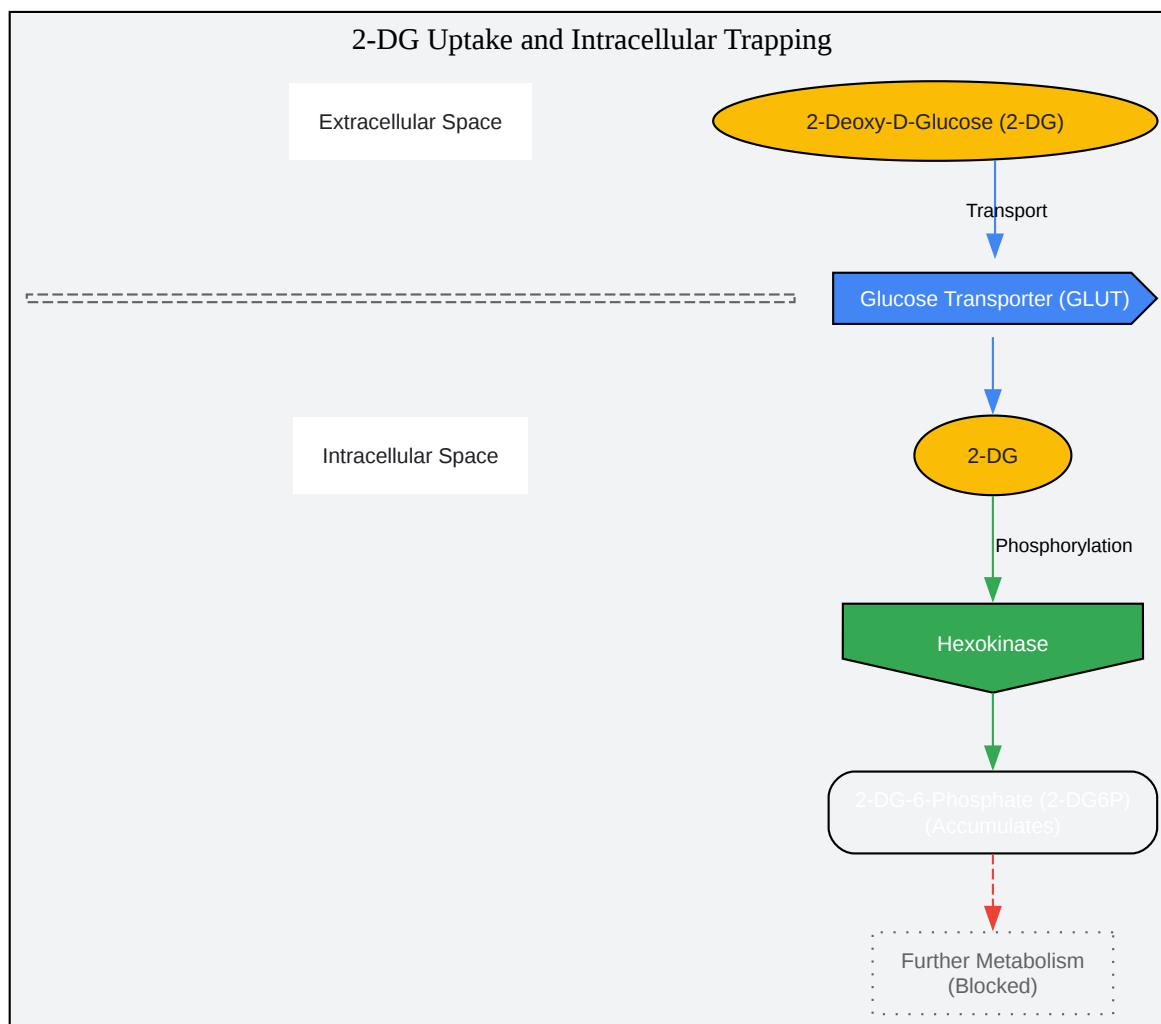 2-DG Uptake and Intracellular Trapping
Extracellular Space
2-Deoxy-D-Glucose (2-DG)
Transport
Glucose Transporter (GLUT)
Intracellular Space
2-DG
Phosphorylation
Hexokinase
2-DG-6-Phosphate (2-DG6P)
(Accumulates)
Further Metabolism
(Blocked)